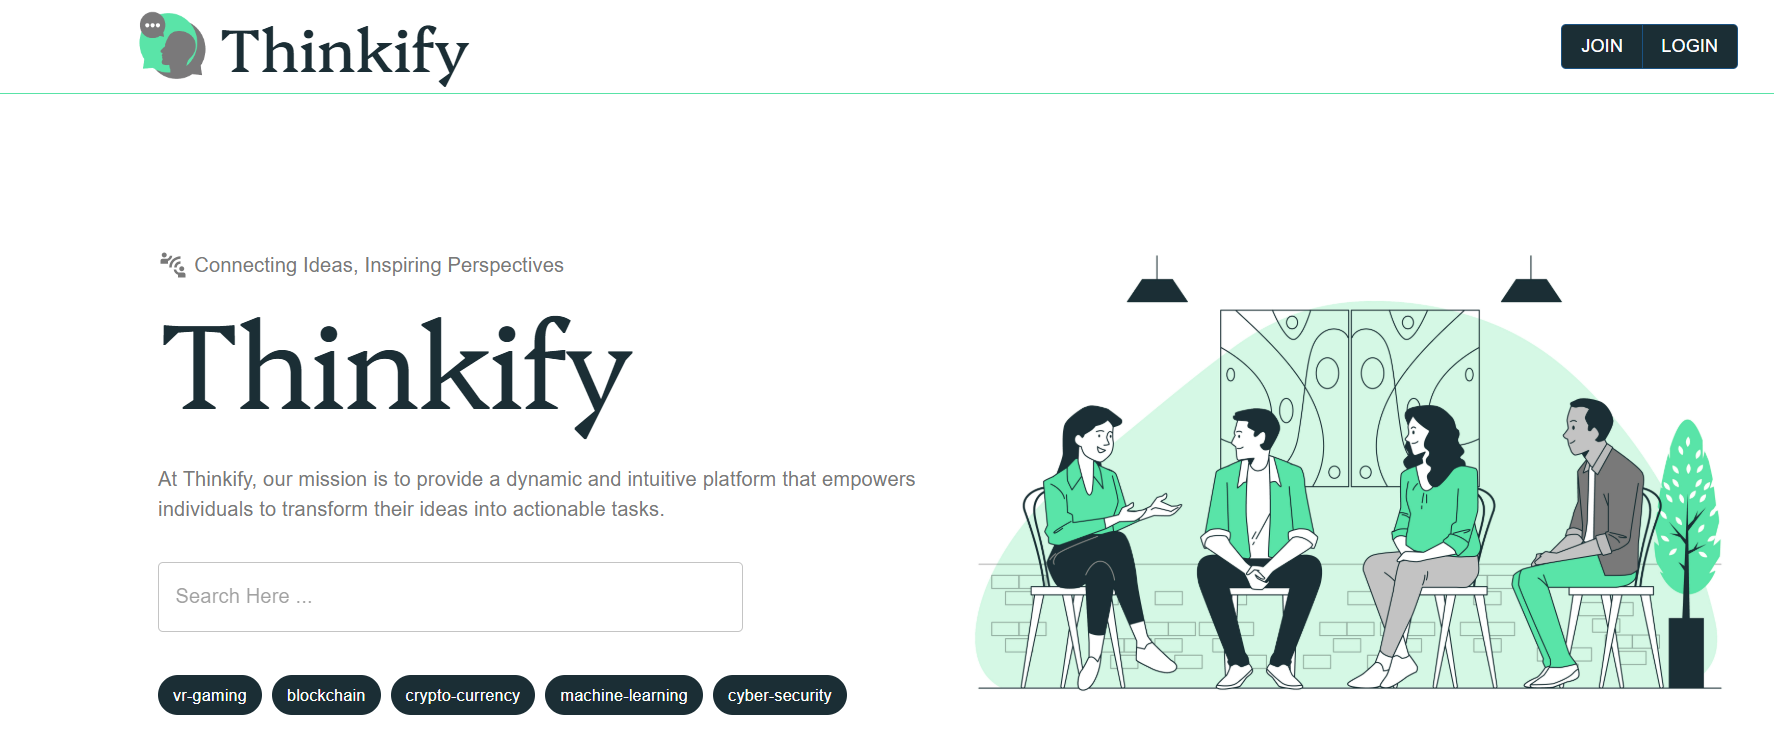 Thinkify
JOIN
LOGIN
Connecting Ideas, Inspiring Perspectives
Thinkify
At Thinkify, our mission is to provide a dynamic and intuitive platform that empowers
individuals to transform their ideas into actionable tasks.
Search Here ...
vr-gaming
blockchain
crypto-currency
machine-learning
cyber-security